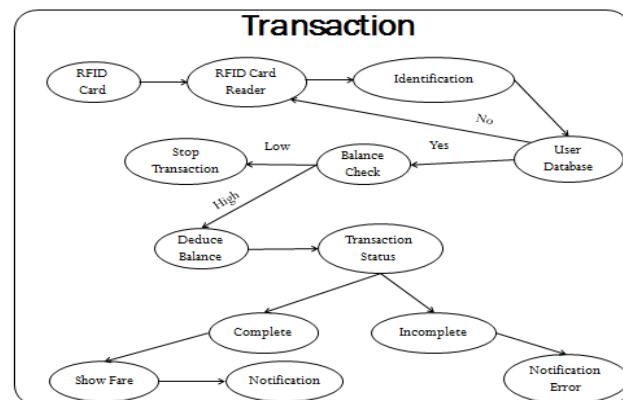 Transaction
RFID
Card
RFID Card
Reader
Identification
No
User
Database
Yes
Balance
Check
Low
Stop
Transaction
High
Deduce
Balance
Transaction
Status
Complete
Incomplete
Show Fare
Notification
Notification
Error